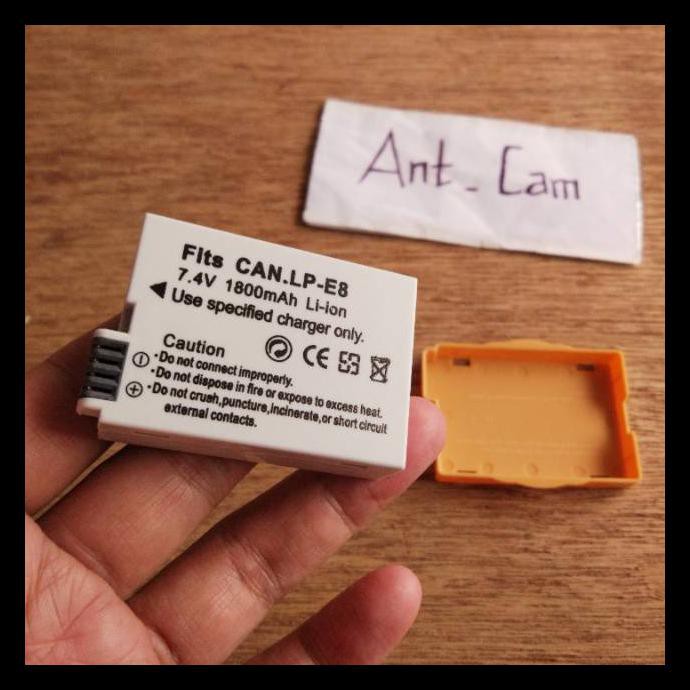 Ant_Cam
Fits CAN.LP-E8
7.4V 1800mAh Li-ion
Use specified charger only.
Caution
•Do not connect improperly.
•Do not dispose in fire or expose to excess heat.
•Do not crush,puncture,incinerate,or short circuit
external contacts.